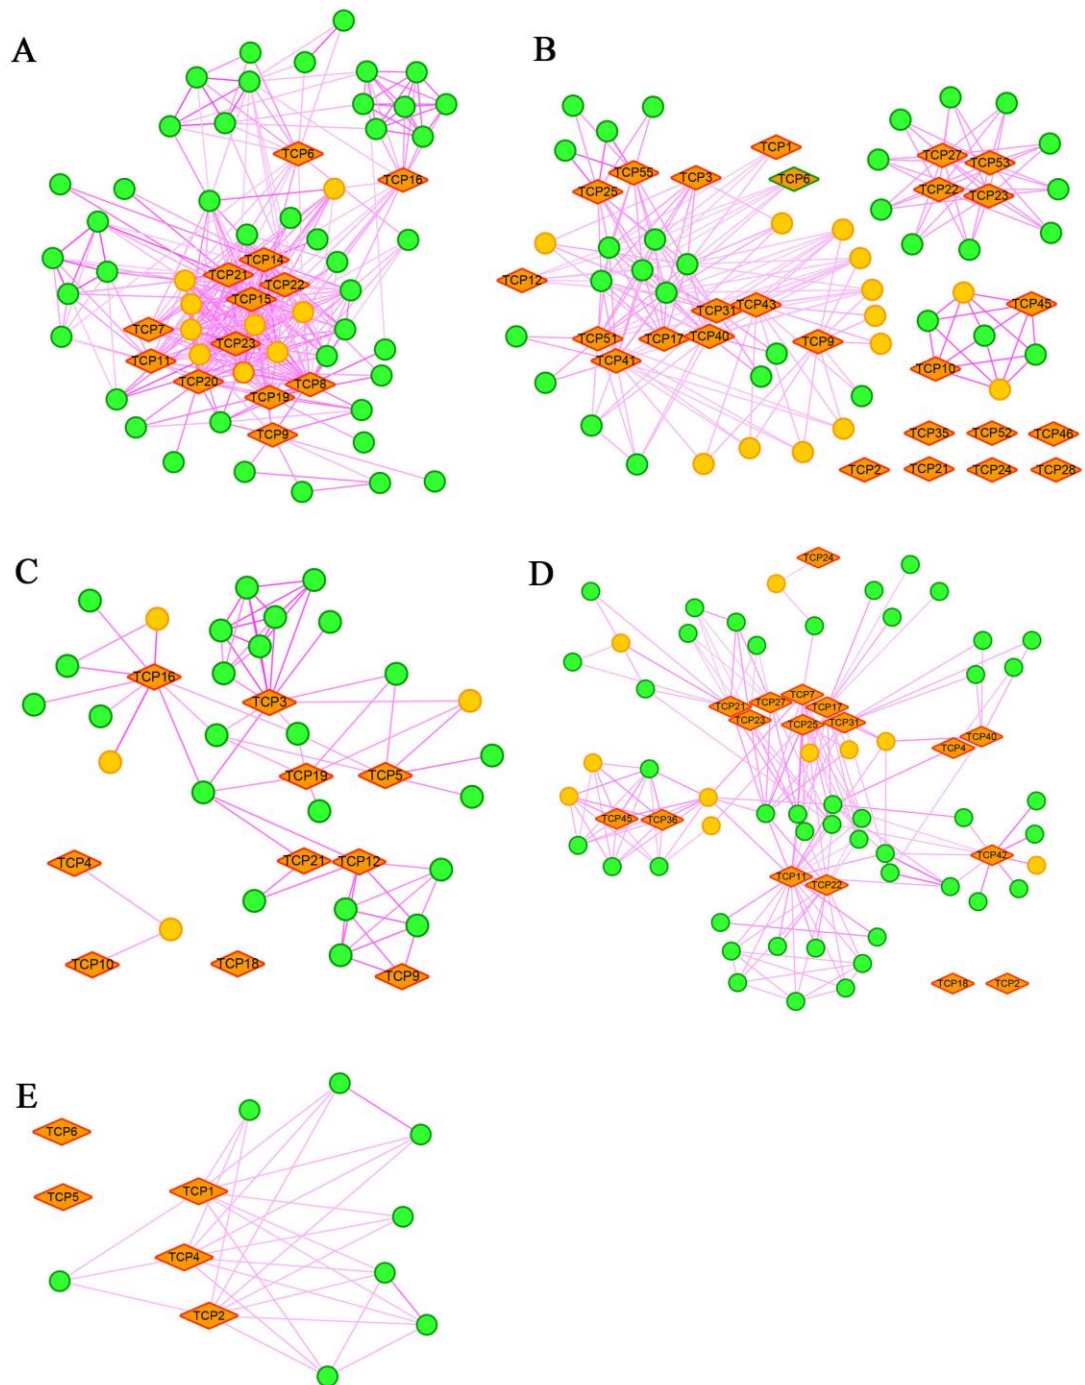 A
TCP6
TCP16
TCP14
TCP21
TCP22
TCP15
TCP7
TCP23
TCP11
TCP20
TCP8
TCP19
TCP9
B
TCP1
TCP55
TCP3
TCP6
TCP25
TCP27
TCP53
TCP22
TCP23
TCP12
TCP31
TCP43
TCP45
TCP51
TCP17
TCP40
TCP9
TCP41
TCP10
TCP35
TCP52
TCP46
TCP2
TCP21
TCP24
TCP28
C
TCP16
TCP3
TCP19
TCP5
TCP4
TCP21
TCP12
TCP10
TCP18
TCP9
D
TCP24
TCP7
TCP21
TCP27
TCP17
TCP23
TCP25
TCP31
TCP40
TCP4
TCP45
TCP36
TCP42
TCP11
TCP22
TCP18
TCP2
E
TCP6
TCP1
TCP5
TCP4
TCP2